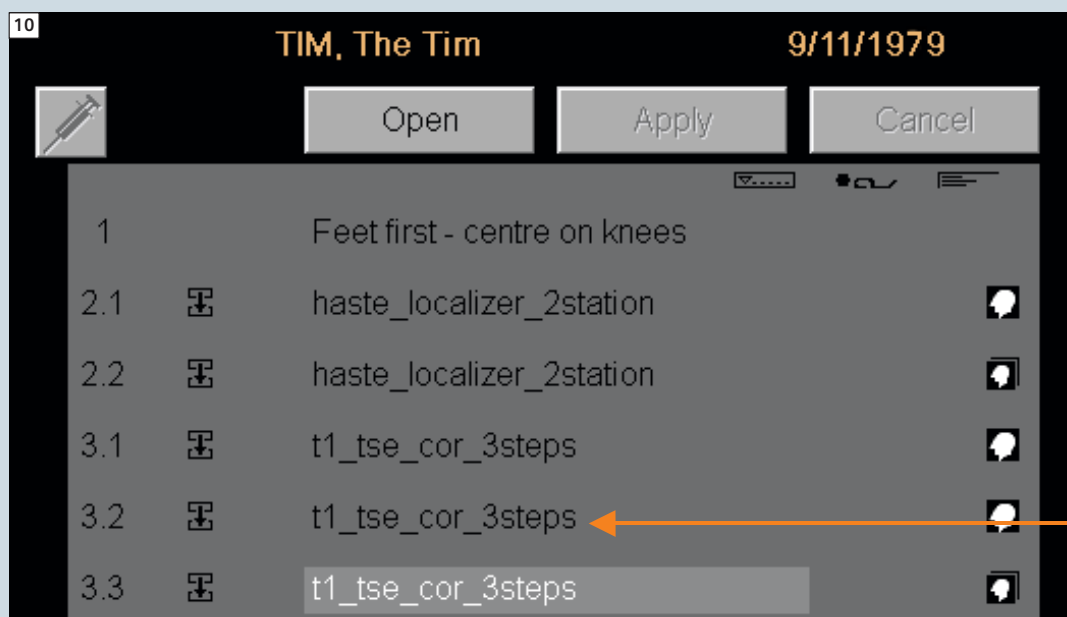 10
TIM, The Tim 9/11/1979
Open Apply Cancel
1 Feet first - centre on knees
2.1 haste_localizer_2station
2.2 haste_localizer_2station
3.1 t1_tse_cor_3steps
3.2 t1_tse_cor_3steps
3.3 t1_tse_cor_3steps